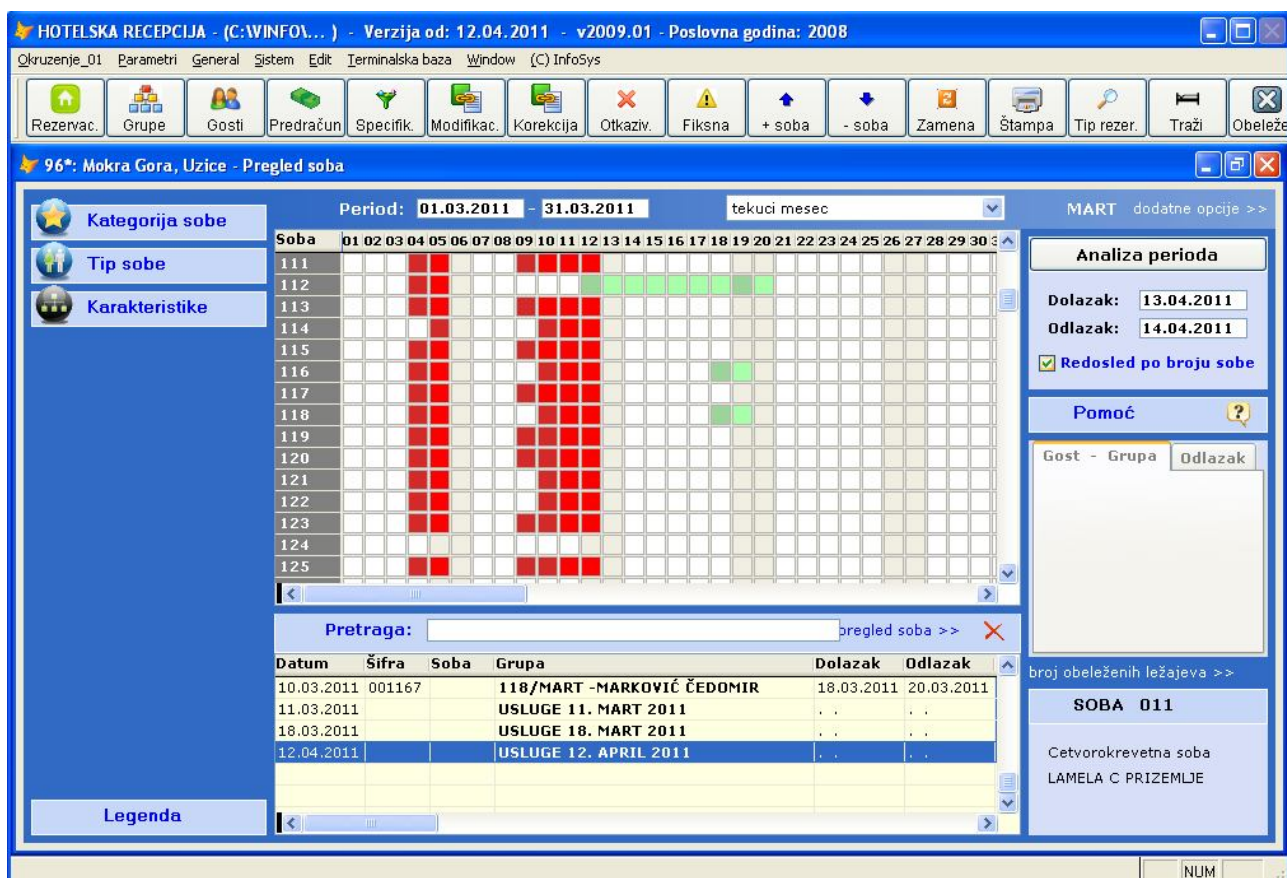 HOTELSKA RECEPCIJA - (C:\WINFO\... ) - Verzija od: 12.04.2011 - v2009.01 - Poslovna godina: 2008
Okruzenje_01 Parametri General Sistem Edit Terminalska baza Window (C) InfoSys
Rezervac. Grupe Gosti Predračun Specifik. Modifikac. Korekcija Otkaziv. Fiksna + soba - soba Zamena Štampa Tip rezer. Traži Obeleže
96*: Mokra Gora, Uzice - Pregled soba
Kategorija sobe
Tip sobe
Karakteristike
Legenda
Period: 01.03.2011 - 31.03.2011 tekuci mesec
MART dodatne opcije >>
Soba 01 02 03 04 05 06 07 08 09 10 11 12 13 14 15 16 17 18 19 20 21 22 23 24 25 26 27 28 29 30 3
111
112
113
114
115
116
117
118
119
120
121
122
123
124
125
Pretraga: pregled soba >>
Datum Šifra Soba Grupa Dolazak Odlazak
10.03.2011 001167 118/MART -MARKOVIĆ ČEDOMIR 18.03.2011 20.03.2011
11.03.2011 USLUGE 11. MART 2011 . . . .
18.03.2011 USLUGE 18. MART 2011 . . . .
12.04.2011 USLUGE 12. APRIL 2011 . . . .
Analiza perioda
Dolazak: 13.04.2011
Odlazak: 14.04.2011
Redosled po broju sobe
Pomoć ?
Gost - Grupa Odlazak
broj obeleženih ležajeva >>
SOBA 011
Cetvorokrevetna soba
LAMELA C PRIZEMLJE
NUM